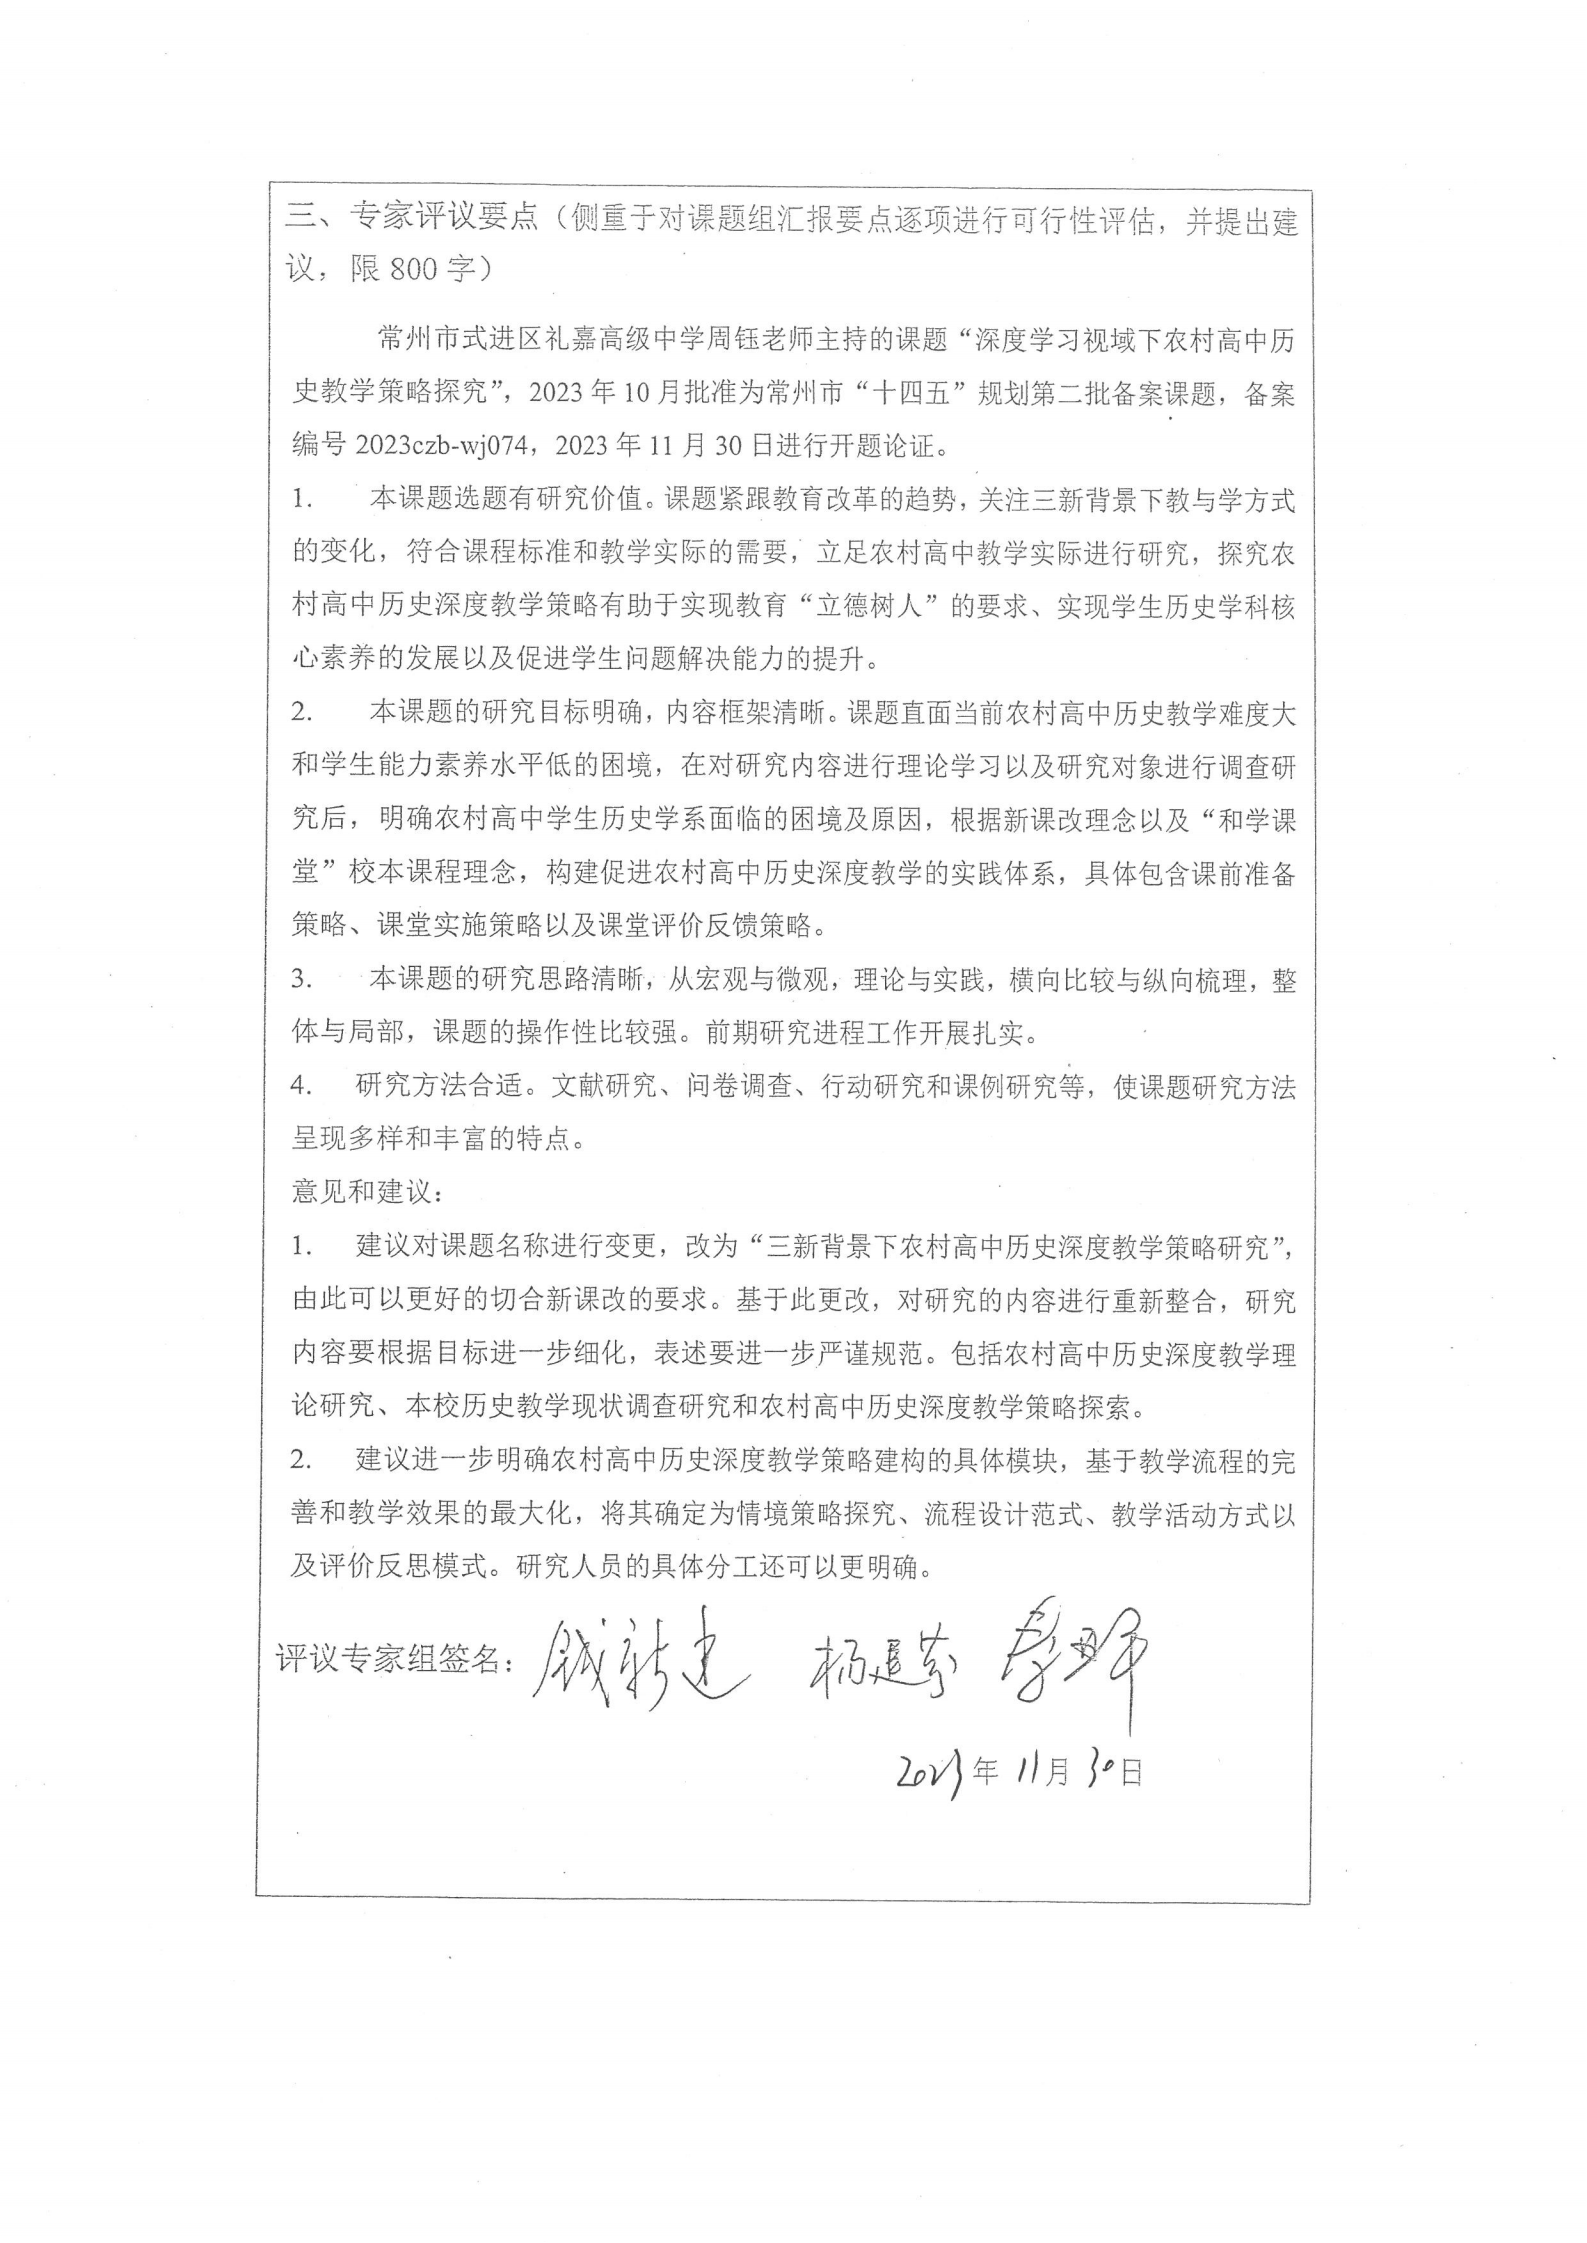 三、专家评议要点（侧重于对课题组汇报要点逐项进行可行性评估，并提出建
议，限 800 字）
常州市式进区礼嘉高级中学周钰老师主持的课题“深度学习视域下农村高中历
史教学策略探究”，2023 年 10 月批准为常州市“十四五”规划第二批备案课题，备案
编号 2023czb-wj074，2023 年 11 月 30 日进行开题论证。
1. 本课题选题有研究价值。课题紧跟教育改革的趋势，关注三新背景下教与学方式
的变化，符合课程标准和教学实际的需要，立足农村高中教学实际进行研究，探究农
村高中历史深度教学策略有助于实现教育“立德树人”的要求、实现学生历史学科核
心素养的发展以及促进学生问题解决能力的提升。
2. 本课题的研究目标明确，内容框架清晰。课题直面当前农村高中历史教学难度大
和学生能力素养水平低的困境，在对研究内容进行理论学习以及研究对象进行调查研
究后，明确农村高中学生历史学系面临的困境及原因，根据新课改理念以及“和学课
堂”校本课程理念，构建促进农村高中历史深度教学的实践体系，具体包含课前准备
策略、课堂实施策略以及课堂评价反馈策略。
3. 本课题的研究思路清晰，从宏观与微观，理论与实践，横向比较与纵向梳理，整
体与局部，课题的操作性比较强。前期研究进程工作开展扎实。
4. 研究方法合适。文献研究、问卷调查、行动研究和课例研究等，使课题研究方法
呈现多样和丰富的特点。
意见和建议：
1. 建议对课题名称进行变更，改为“三新背景下农村高中历史深度教学策略研究”，
由此可以更好的切合新课改的要求。基于此更改，对研究的内容进行重新整合，研究
内容要根据目标进一步细化，表述要进一步严谨规范。包括农村高中历史深度教学理
论研究、本校历史教学现状调查研究和农村高中历史深度教学策略探索。
2. 建议进一步明确农村高中历史深度教学策略建构的具体模块，基于教学流程的完
善和教学效果的最大化，将其确定为情境策略探究、流程设计范式、教学活动方式以
及评价反思模式。研究人员的具体分工还可以更明确。
评议专家组签名：钱新建
2023年 11月 30日